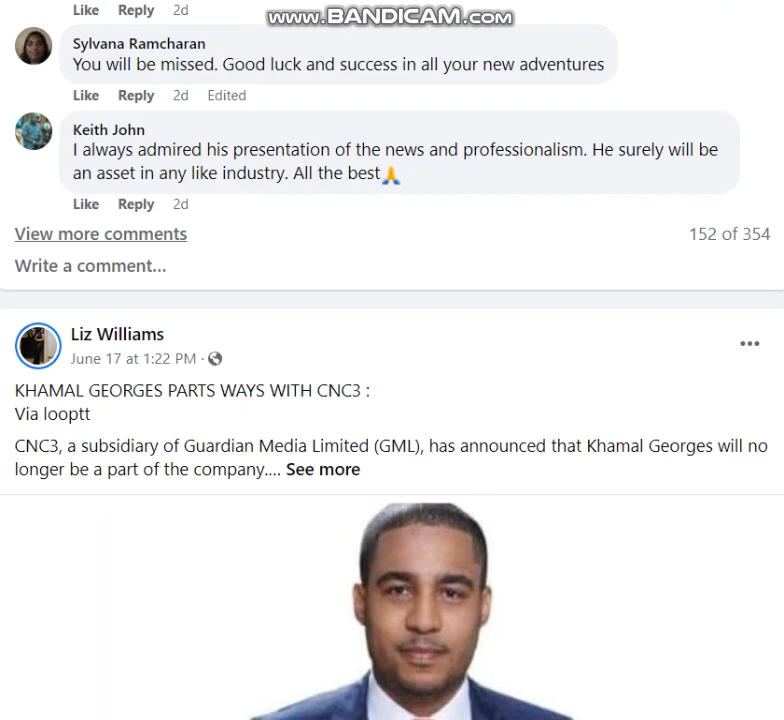 Like Reply 2d
www.BANDICAM.com
Sylvana Ramcharan
You will be missed. Good luck and success in all your new adventures
Like Reply 2d Edited
Keith John
I always admired his presentation of the news and professionalism. He surely will be
an asset in any like industry. All the best🙏
Like Reply 2d
View more comments 152 of 354
Write a comment...
Liz Williams
June 17 at 1:22 PM ·
KHAMAL GEORGES PARTS WAYS WITH CNC3 :
Via looptt
CNC3, a subsidiary of Guardian Media Limited (GML), has announced that Khamal Georges will no
longer be a part of the company.... See more